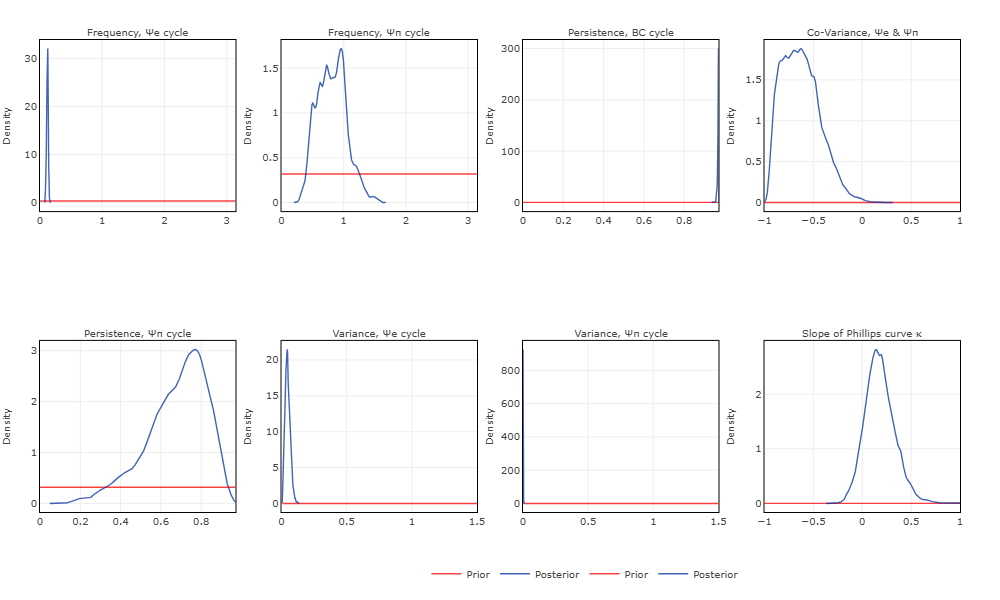 Frequency, Ψe cycle
Frequency, Ψπ cycle
Persistence, BC cycle
Co-Variance, Ψe & Ψπ
Density
30
20
10
0
0 1 2 3
Density
1.5
1
0.5
0
0 1 2 3
Density
300
200
100
0
0 0.2 0.4 0.6 0.8
Density
1.5
1
0.5
0
−1 −0.5 0 0.5 1
Persistence, Ψπ cycle
Variance, Ψe cycle
Variance, Ψπ cycle
Slope of Phillips curve κ
Density
3
2
1
0
0 0.2 0.4 0.6 0.8
Density
20
15
10
5
0
0 0.5 1 1.5
Density
800
600
400
200
0
0 0.5 1 1.5
Density
2
1
0
−1 −0.5 0 0.5 1
Prior Posterior Prior Posterior